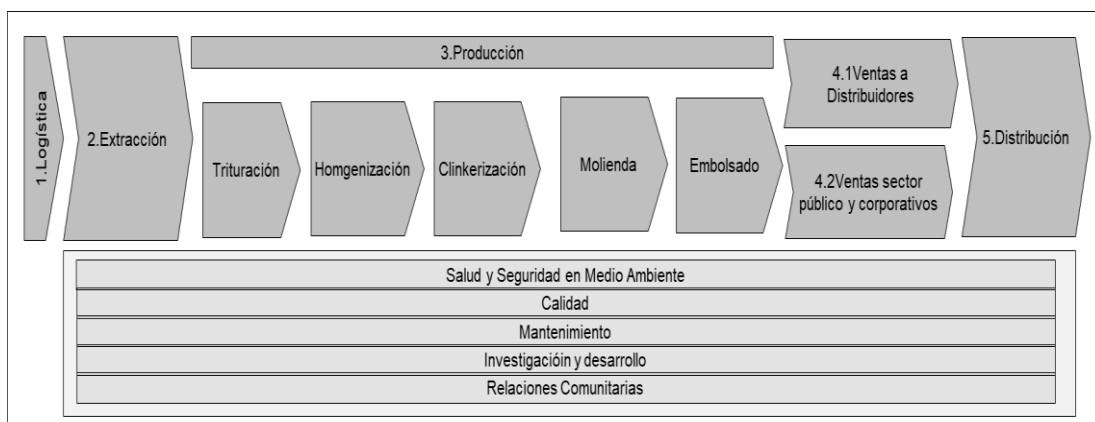 1.Logística
2.Extracción
3.Producción
Trituración
Homgenización
Clinkerización
Molienda
Embolsado
4.1Ventas a
Distribuidores
4.2Ventas sector
público y corporativos
5.Distribución
Salud y Seguridad en Medio Ambiente
Calidad
Mantenimiento
Investigacióin y desarrollo
Relaciones Comunitarias